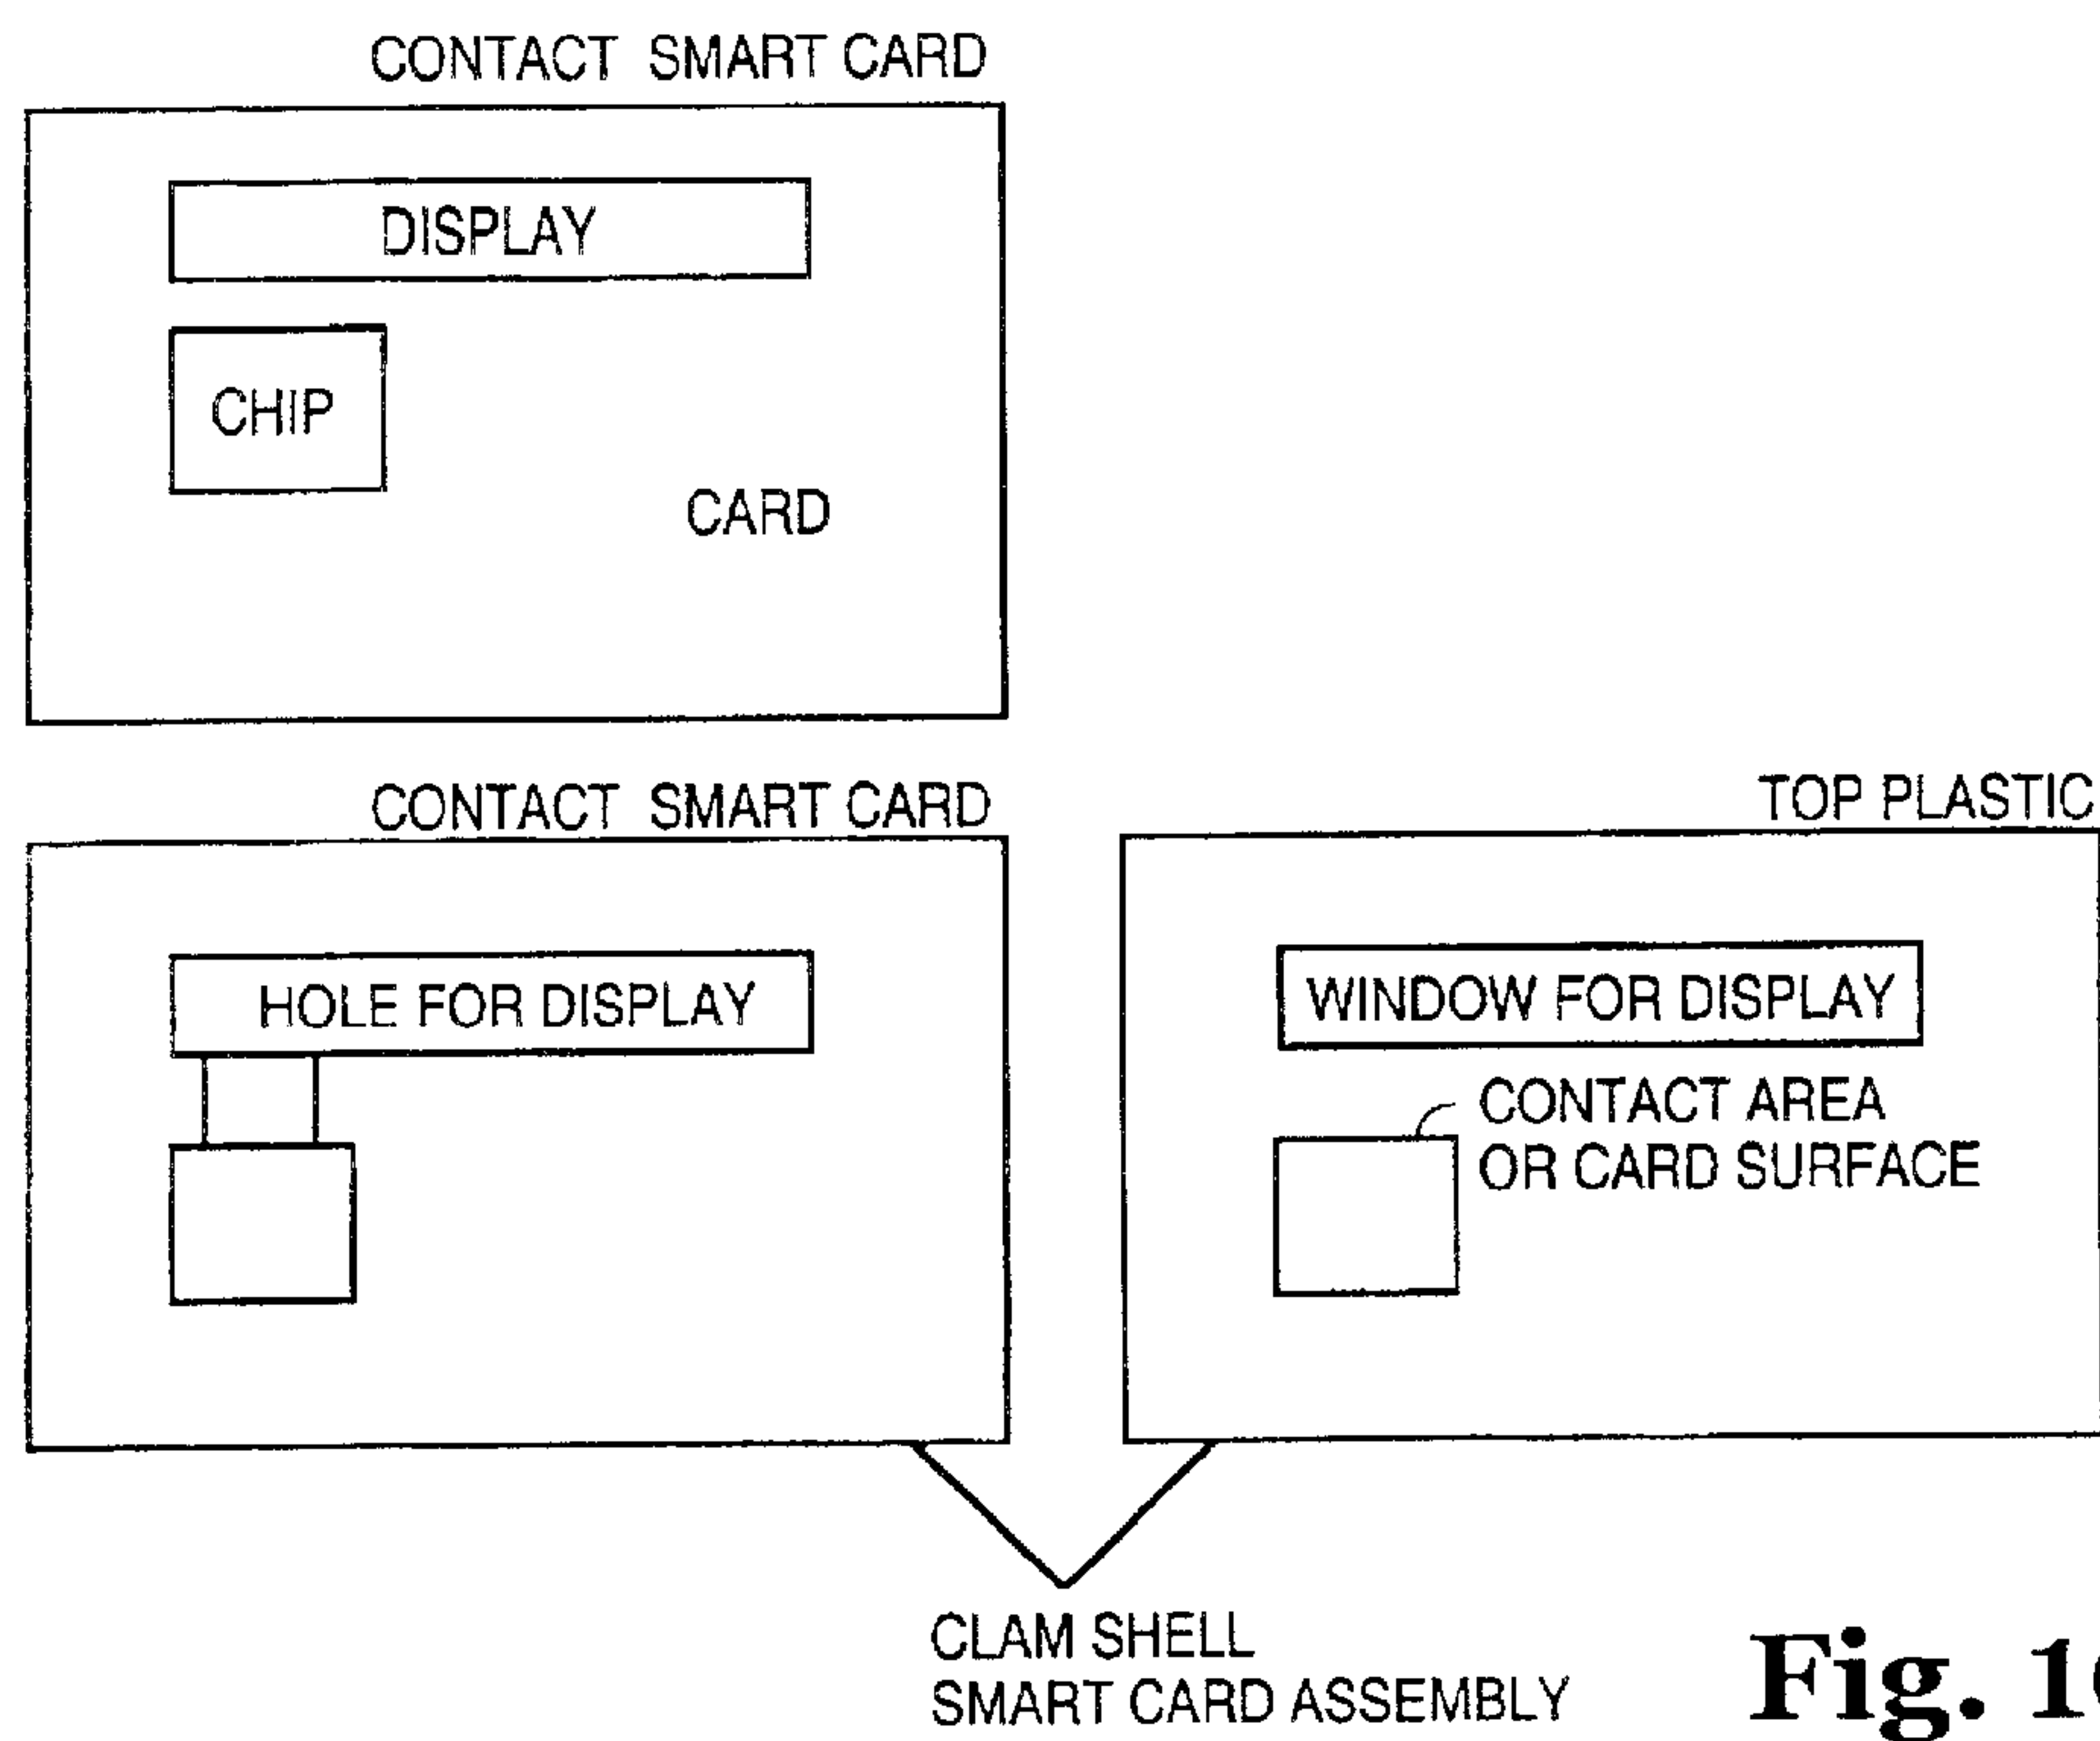 CONTACT SMART CARD
DISPLAY
CHIP
CARD
CONTACT SMART CARD
HOLE FOR DISPLAY
TOP PLASTIC
WINDOW FOR DISPLAY
CONTACT AREA
OR CARD SURFACE
CLAM SHELL
SMART CARD ASSEMBLY
Fig.